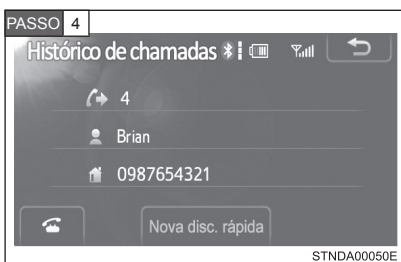 PASSO 4
Histórico de chamadas
4
Brian
0987654321
Nova disc. rápida
STNDA00050E